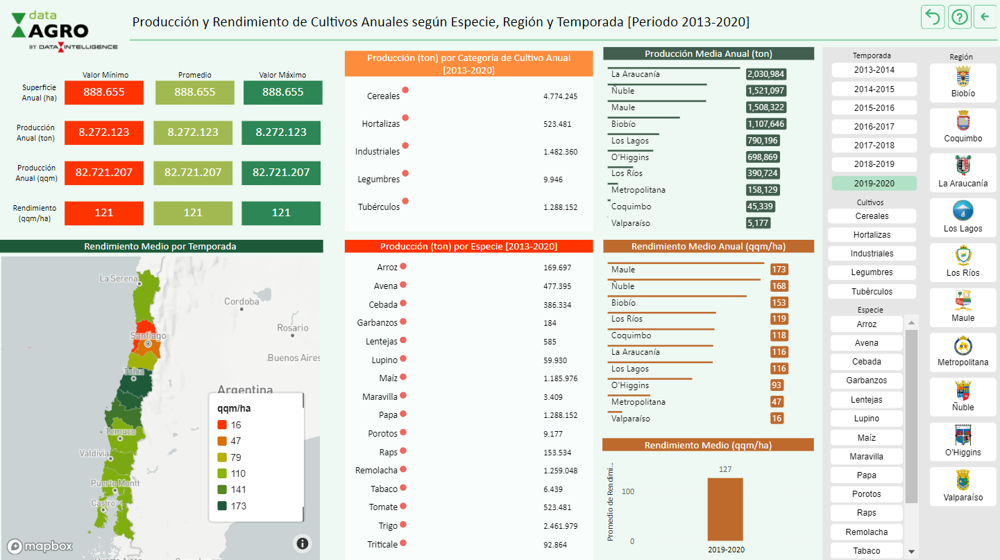 data
AGRO
BY DATA INTELLIGENCE
Producción y Rendimiento de Cultivos Anuales según Especie, Región y Temporada [Periodo 2013-2020]
Valor Mínimo
Promedio
Valor Máximo
Superficie
Anual (ha)
888.655
888.655
888.655
Producción
Anual (ton)
8.272.123
8.272.123
8.272.123
Producción
Anual (qqm)
82.721.207
82.721.207
82.721.207
Rendimiento
(qqm/ha)
121
121
121
Rendimiento Medio por Temporada
La Serena
Cordoba
Rosario
Santiago
Buenos Aires
Talca
Argentina
Temuco
Valdivia
Puerto Montt
Castro
qqm/ha
16
47
79
110
141
173
mapbox
Producción (ton) por Categoría de Cultivo Anual
[2013-2020]
Cereales 4.774.245
Hortalizas 523.481
Industriales 1.482.360
Legumbres 9.946
Tubérculos 1.288.152
Producción (ton) por Especie [2013-2020]
Arroz 169.697
Avena 477.395
Cebada 386.334
Garbanzos 184
Lentejas 585
Lupino 59.930
Maíz 1.185.976
Maravilla 3.409
Papa 1.288.152
Porotos 9.177
Raps 153.534
Remolacha 1.259.048
Tabaco 6.439
Tomate 523.481
Trigo 2.461.979
Triticale 92.864
Producción Media Anual (ton)
La Araucanía 2,030,984
Ñuble 1,521,097
Maule 1,508,322
Biobío 1,107,646
Los Lagos 790,196
O'Higgins 698,869
Los Ríos 390,724
Metropolitana 158,129
Coquimbo 45,339
Valparaíso 5,177
Rendimiento Medio Anual (qqm/ha)
Maule 173
Ñuble 168
Biobío 153
Los Ríos 119
Coquimbo 118
La Araucanía 116
Los Lagos 116
O'Higgins 93
Metropolitana 47
Valparaíso 16
Rendimiento Medio (qqm/ha)
Promedio de Rendimi...
127
100
0
2019-2020
Temporada
2013-2014
2014-2015
2015-2016
2016-2017
2017-2018
2018-2019
2019-2020
Cultivos
Cereales
Hortalizas
Industriales
Legumbres
Tubérculos
Especie
Arroz
Avena
Cebada
Garbanzos
Lentejas
Lupino
Maíz
Maravilla
Papa
Porotos
Raps
Remolacha
Tabaco
Región
Biobío
Coquimbo
La Araucanía
Los Lagos
Los Ríos
Maule
Metropolitana
Ñuble
O'Higgins
Valparaíso